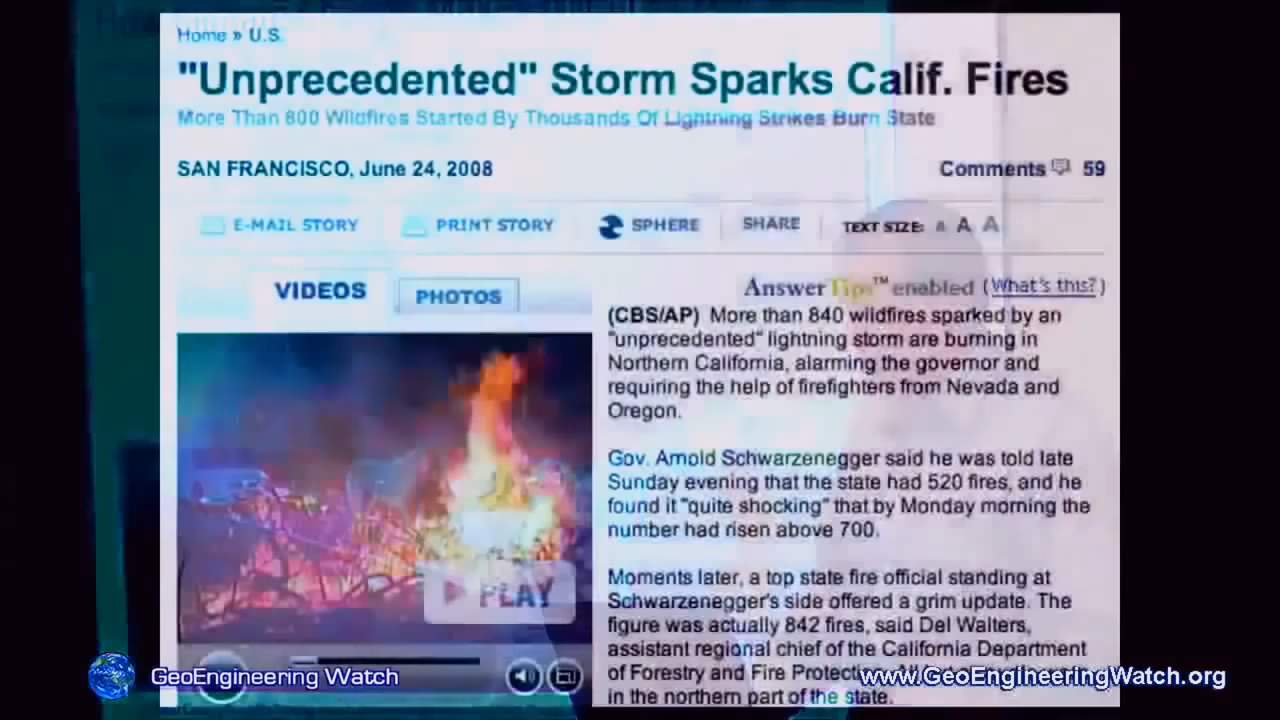 Home » U.S.
"Unprecedented" Storm Sparks Calif. Fires
More Than 800 Wildfires Started By Thousands Of Lightning Strikes Burn State
SAN FRANCISCO, June 24, 2008
Comments 59
E-MAIL STORY PRINT STORY SPHERE SHARE TEXT SIZE: A A A
VIDEOS PHOTOS
AnswerTips™ enabled (What's this?)
(CBS/AP) More than 840 wildfires sparked by an
"unprecedented" lightning storm are burning in
Northern California, alarming the governor and
requiring the help of firefighters from Nevada and
Oregon.
Gov. Arnold Schwarzenegger said he was told late
Sunday evening that the state had 520 fires, and he
found it "quite shocking" that by Monday morning the
number had risen above 700.
Moments later, a top state fire official standing at
Schwarzenegger's side offered a grim update. The
figure was actually 842 fires, said Del Walters,
assistant regional chief of the California Department
of Forestry and Fire
in the northern part of the state.
PLAY
GeoEngineering Watch
www.GeoEngineeringWatch.org